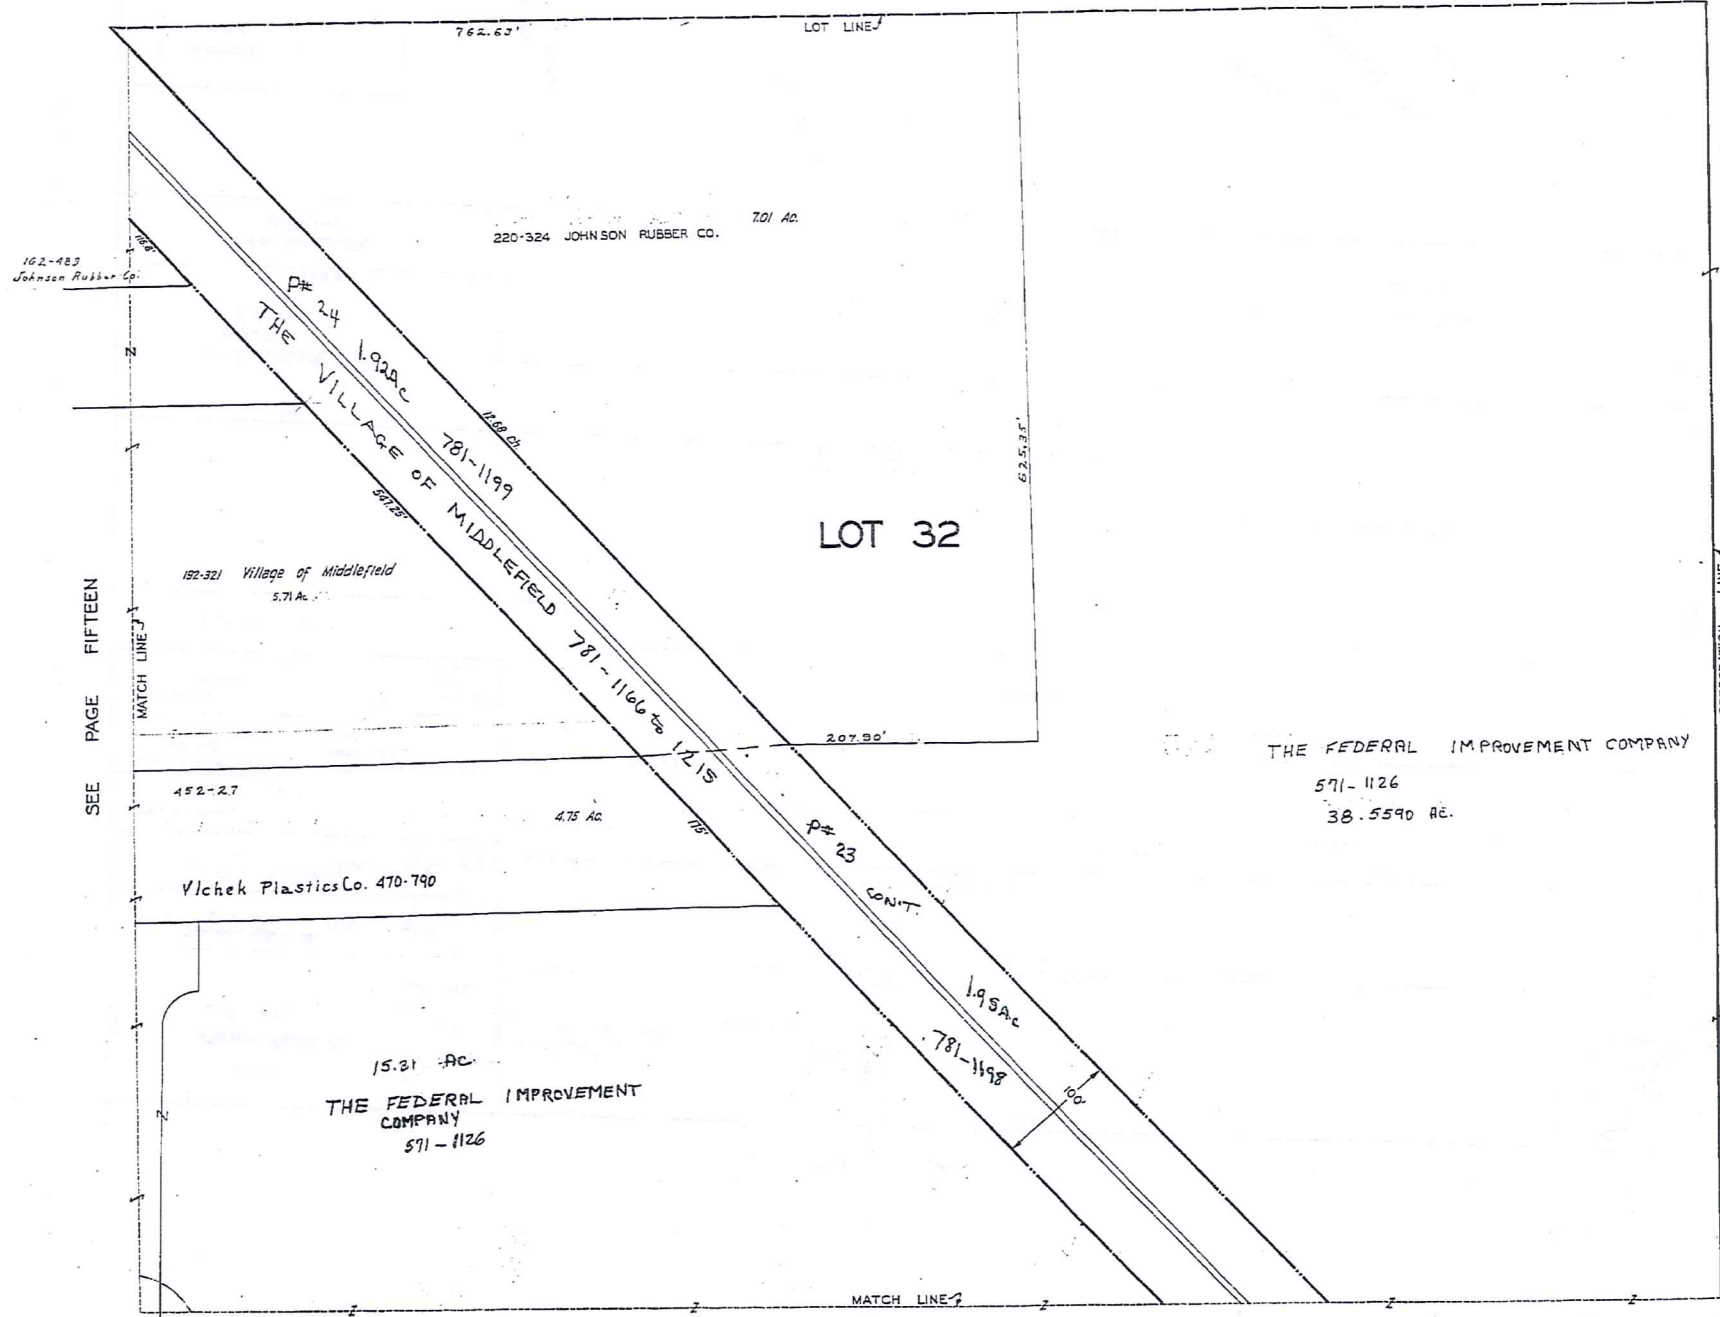 762.63'
LOT LINE
7.01 Ac.
220-324 JOHNSON RUBBER CO.
162-483
Johnson Rubber Co.
116.8'
P# 24
1.92Ac
781-1199
12.68 ch.
THE VILLAGE OF MIDDLEFIELD 781-1166 to 1215
547.25'
625.35'
LOT 32
192-321 Village of Middlefield
5.71 Ac.
SEE PAGE FIFTEEN
MATCH LINE
207.90'
THE FEDERAL IMPROVEMENT COMPANY
571-1126
38.5590 AC.
452-27
4.75 Ac.
175'
P# 23
CON'T.
Vlchek Plastics Co. 470-790
1.95Ac
781-1198
100'
15.31 AC.
THE FEDERAL IMPROVEMENT
COMPANY
571-1126
MATCH LINE
LINE